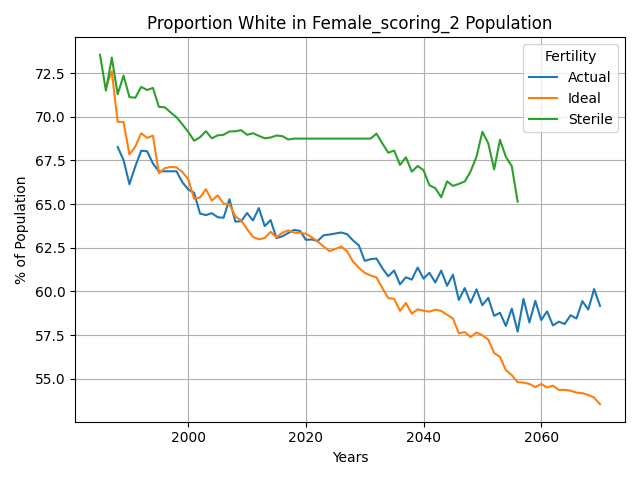 Proportion White in Female_scoring_2 Population
Fertility
Actual
Ideal
Sterile
% of Population
72.5
70.0
67.5
65.0
62.5
60.0
57.5
55.0
2000
2020
2040
2060
Years